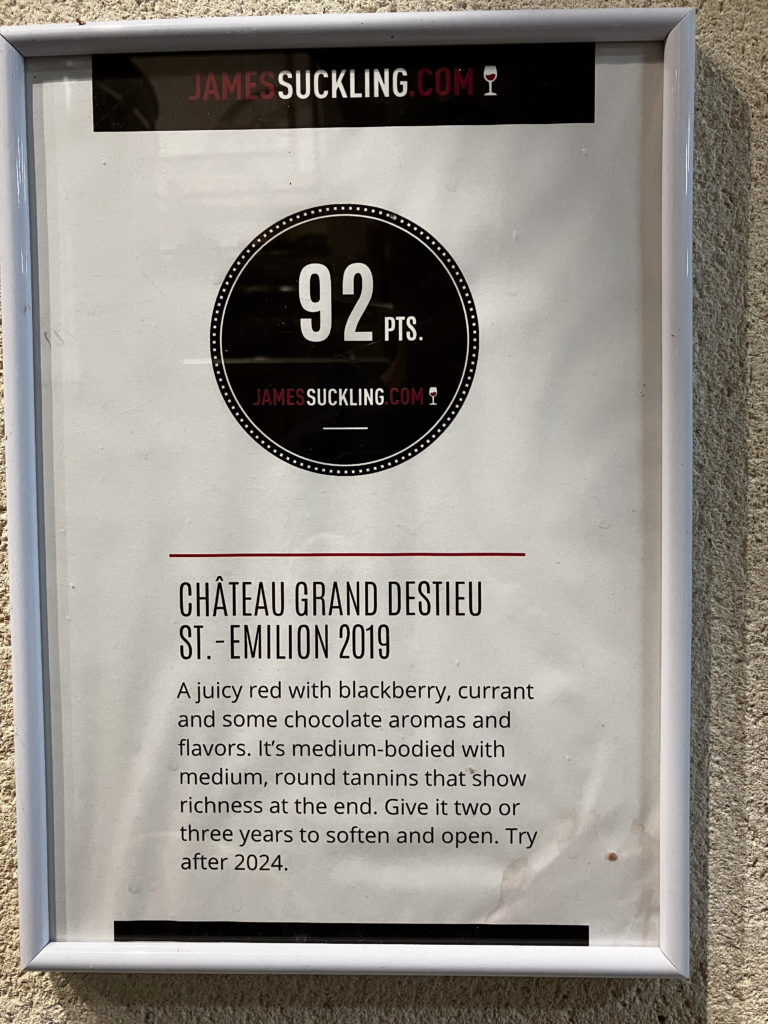 JAMESSUCKLING.COM
92 PTS.
JAMESSUCKLING.COM
CHÂTEAU GRAND DESTIEU
ST.-EMILION 2019
A juicy red with blackberry, currant
and some chocolate aromas and
flavors. It's medium-bodied with
medium, round tannins that show
richness at the end. Give it two or
three years to soften and open. Try
after 2024.